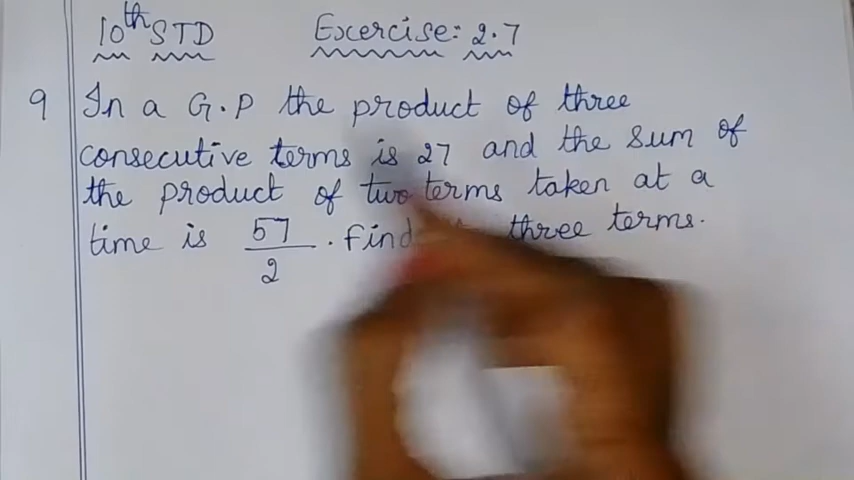 10th STD Excercise: 2.7
9 In a G.P the product of three
consecutive terms is 27 and the sum of
the product of two terms taken at a
time is 57/2. Find three terms.